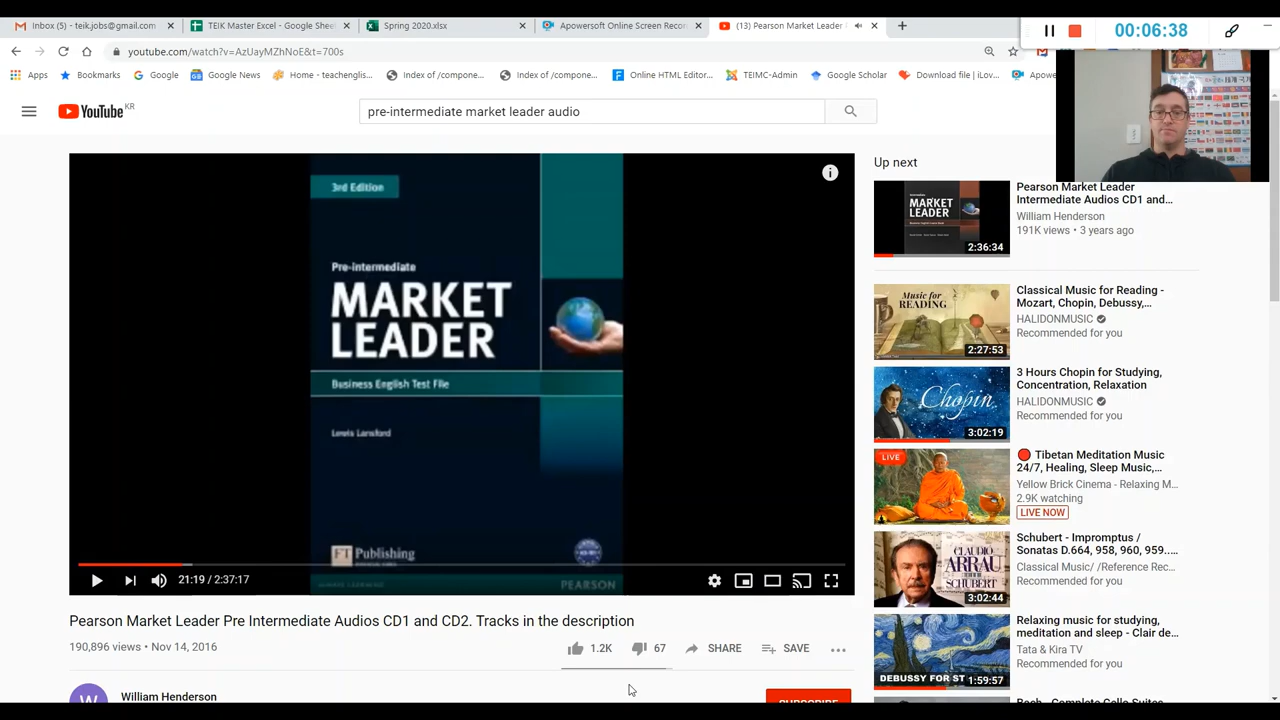 Inbox (5) - teik.jobs@gmail.com
TEIK Master Excel - Google Shee
Spring 2020.xlsx
Apowersoft Online Screen Recor
(13) Pearson Market Leader
00:06:38
youtube.com/watch?v=AzUayMZhNoE&t=700s
Apps
Bookmarks
Google
Google News
Home - teachenglis...
Index of /compone...
Index of /compone...
Online HTML Editor...
TEIMC-Admin
Google Scholar
Download file | iLov...
Apowe
YouTube KR
pre-intermediate market leader audio
3rd Edition
Pre-intermediate
MARKET
LEADER
Business English Test File
Lewis Lansford
FT Publishing
FINANCIAL TIMES
PEARSON
21:19 / 2:37:17
Pearson Market Leader Pre Intermediate Audios CD1 and CD2. Tracks in the description
190,896 views • Nov 14, 2016
1.2K
67
SHARE
SAVE
W
William Henderson
SUBSCRIBE
Up next
Intermediate
MARKET
LEADER
2:36:34
Pearson Market Leader
Intermediate Audios CD1 and...
William Henderson
191K views • 3 years ago
Music for
READING
2:27:53
Classical Music for Reading -
Mozart, Chopin, Debussy,...
HALIDONMUSIC
Recommended for you
Chopin
3:02:19
3 Hours Chopin for Studying,
Concentration, Relaxation
HALIDONMUSIC
Recommended for you
LIVE
Tibetan Meditation Music
24/7, Healing, Sleep Music,...
Yellow Brick Cinema - Relaxing M...
2.9K watching
LIVE NOW
CLAUDIO
ARRAU
SCHUBERT
3:02:44
Schubert - Impromptus /
Sonatas D.664, 958, 960, 959....
Classical Music/ /Reference Rec...
Recommended for you
DEBUSSY FOR ST
1:59:57
Relaxing music for studying,
meditation and sleep - Clair de...
Tata & Kira TV
Recommended for you
Bach - Complete Cello Suites